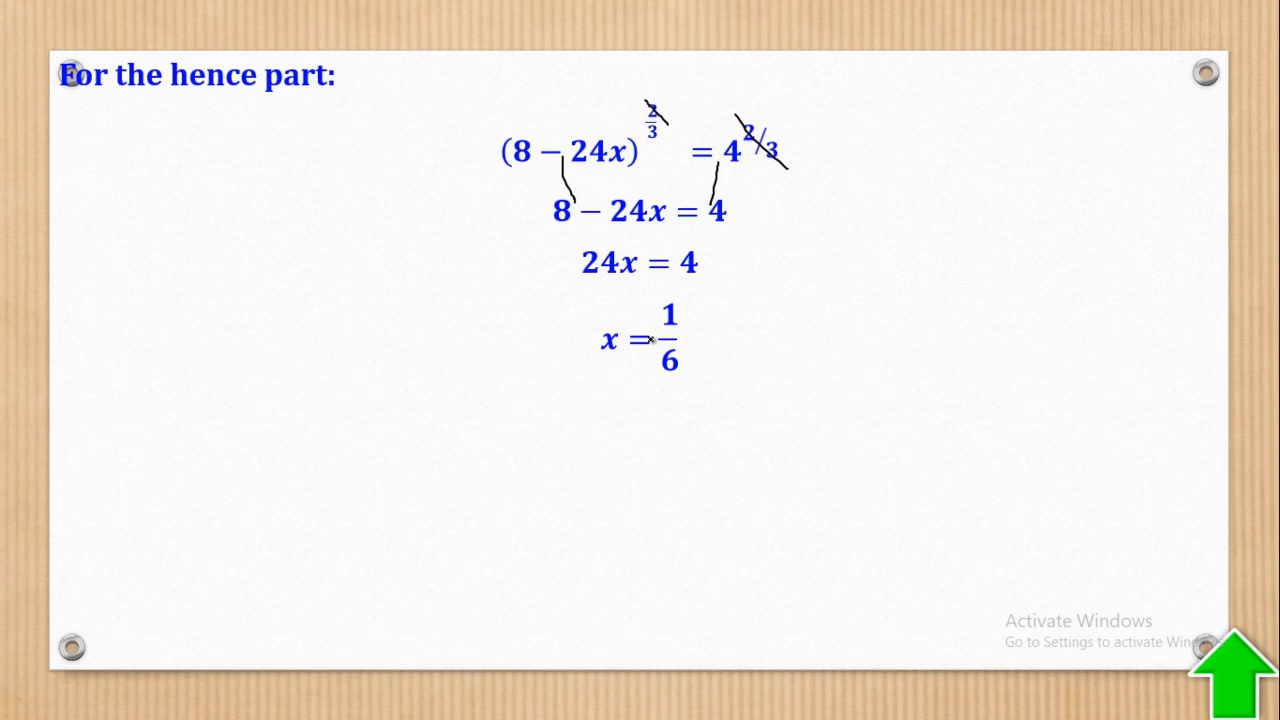 For the hence part:
(8 − 24x)^(2/3) = 4^(2/3)
8 − 24x = 4
24x = 4
x = 1/6
Activate Windows
Go to Settings to activate Windows